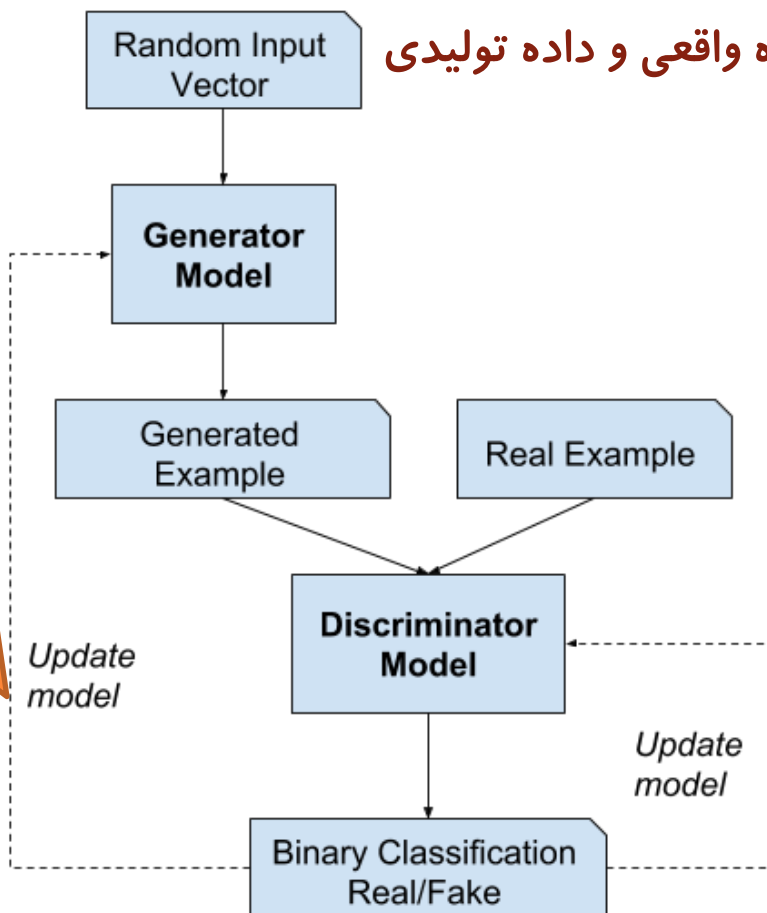 Random Input
Vector
واقعی و داده تولیدی
Generator
Model
Generated
Example
Real Example
Discriminator
Model
Update
model
Update
model
Binary Classification
Real/Fake